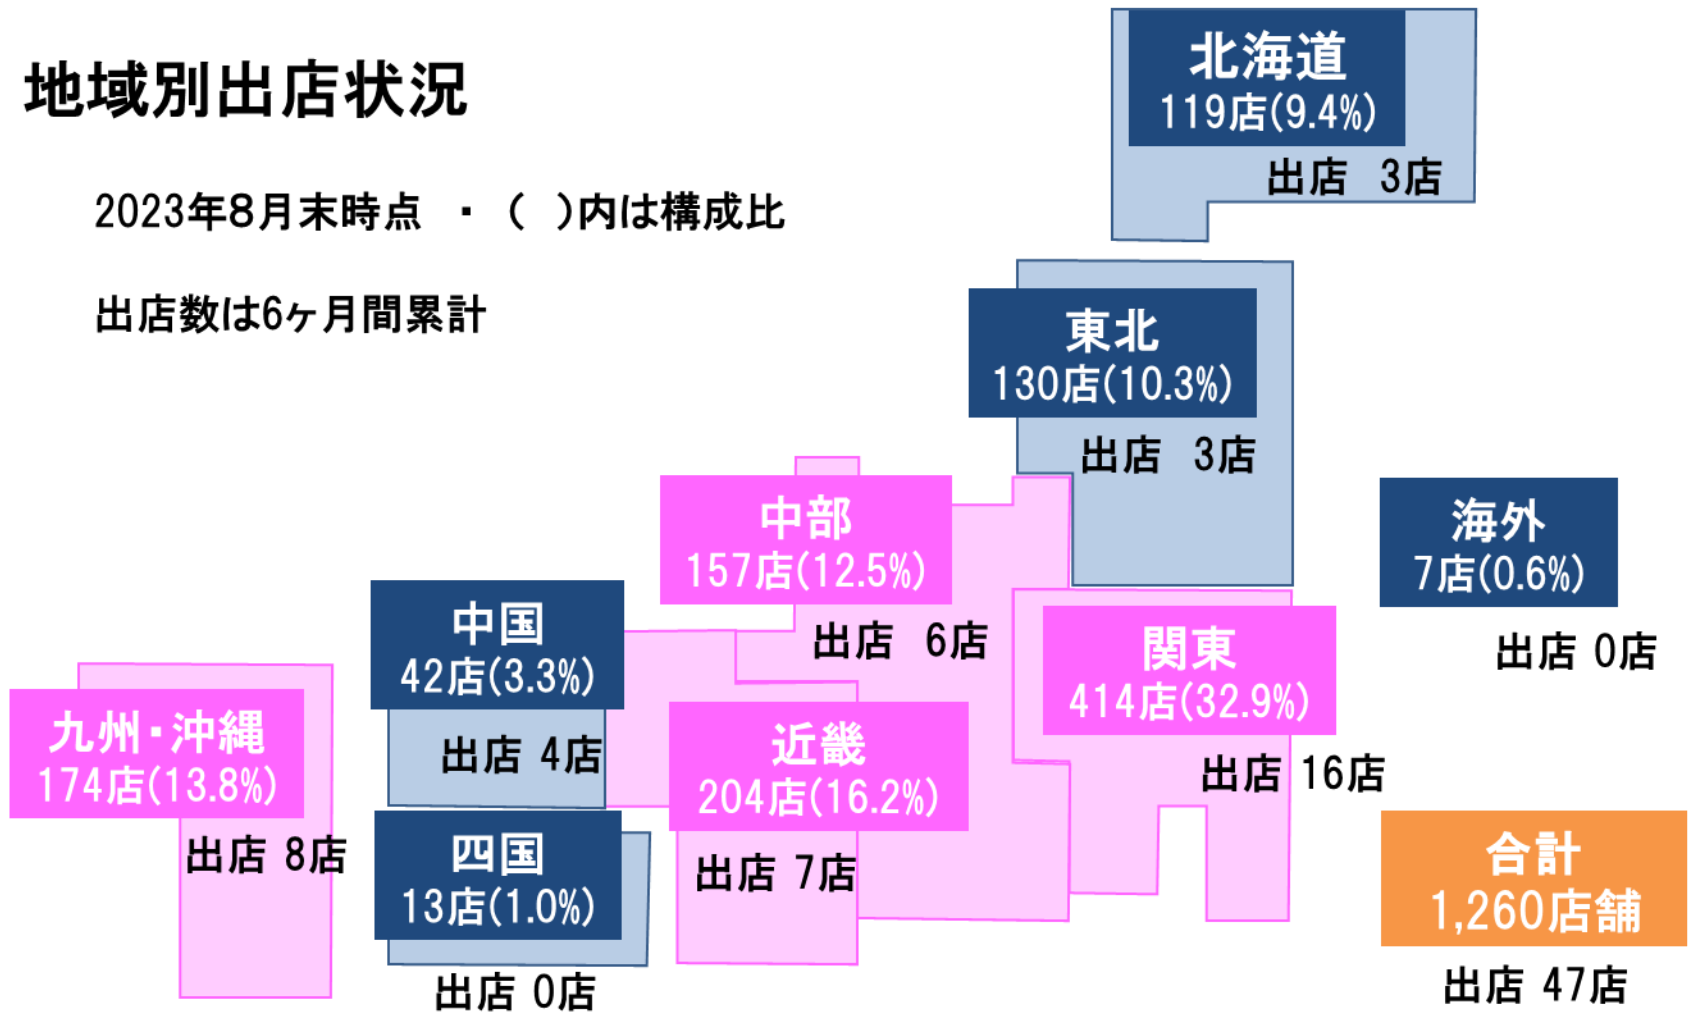 地域別出店状況
2023年8月末時点 ・ ( )内は構成比
出店数は6ヶ月間累計
北海道
119店(9.4%)
出店 3店
東北
130店(10.3%)
出店 3店
中部
157店(12.5%)
出店 6店
海外
7店(0.6%)
出店 0店
中国
42店(3.3%)
出店 4店
関東
414店(32.9%)
出店 16店
九州・沖縄
174店(13.8%)
出店 8店
近畿
204店(16.2%)
出店 7店
四国
13店(1.0%)
出店 0店
合計
1,260店舗
出店 47店